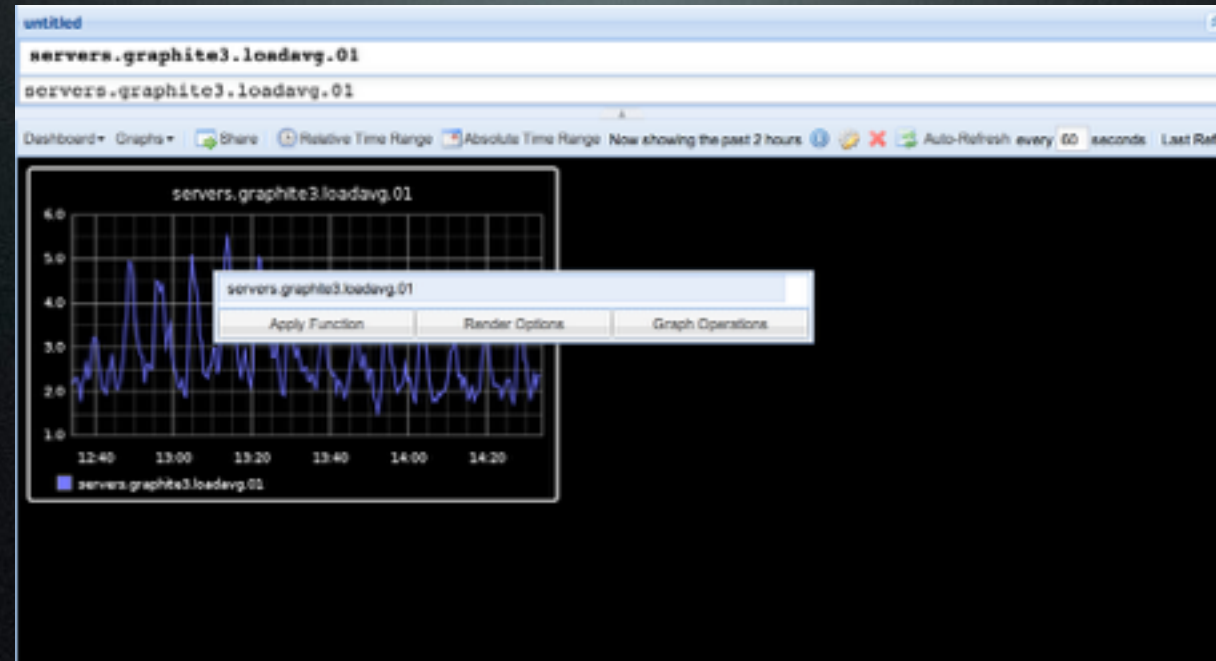 untitled
servers.graphite3.loadavg.01
servers.graphite3.loadavg.01
Dashboard Graphs Share Relative Time Range Absolute Time Range Now showing the past 2 hours Auto-Refresh every 60 seconds Last Ref
servers.graphite3.loadavg.01
6.0
5.0
4.0
3.0
2.0
1.0
servers.graphite3.loadavg.01
Apply Function Render Options Graph Operations
12:40 13:00 13:20 13:40 14:00 14:20
servers.graphite3.loadavg.01